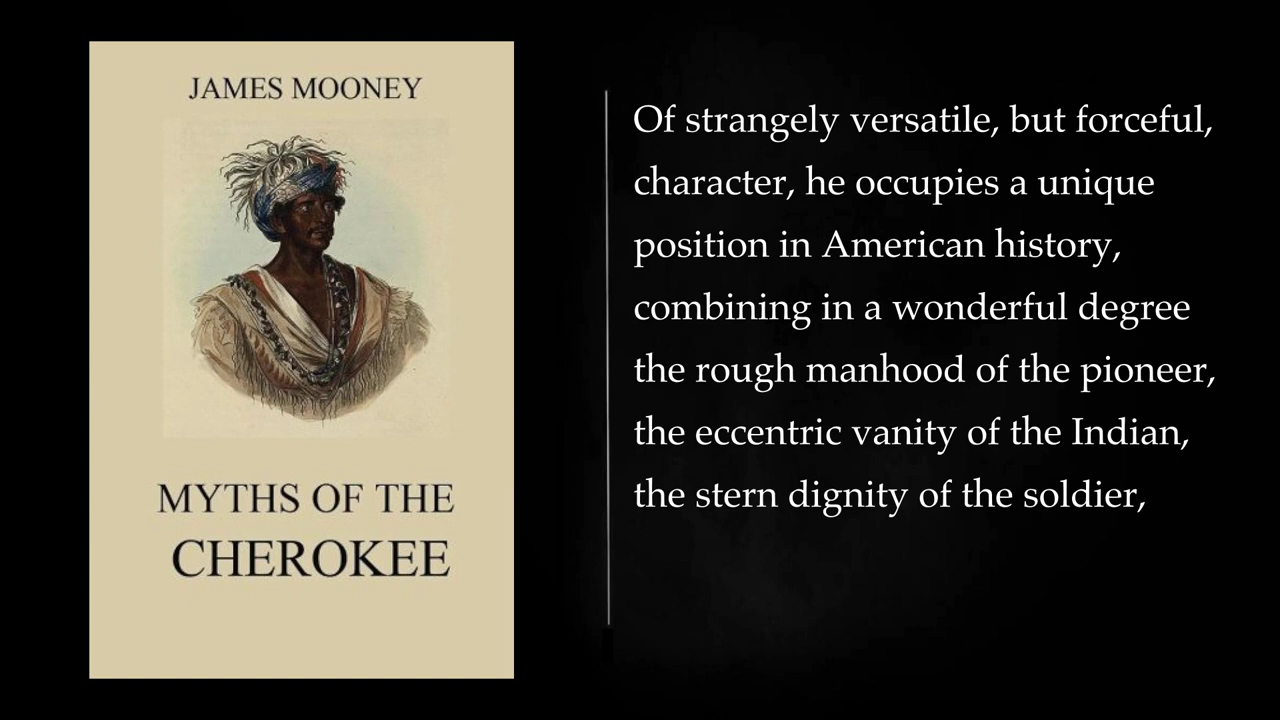 JAMES MOONEY
MYTHS OF THE
CHEROKEE
Of strangely versatile, but forceful,
character, he occupies a unique
position in American history,
combining in a wonderful degree
the rough manhood of the pioneer,
the eccentric vanity of the Indian,
the stern dignity of the soldier,